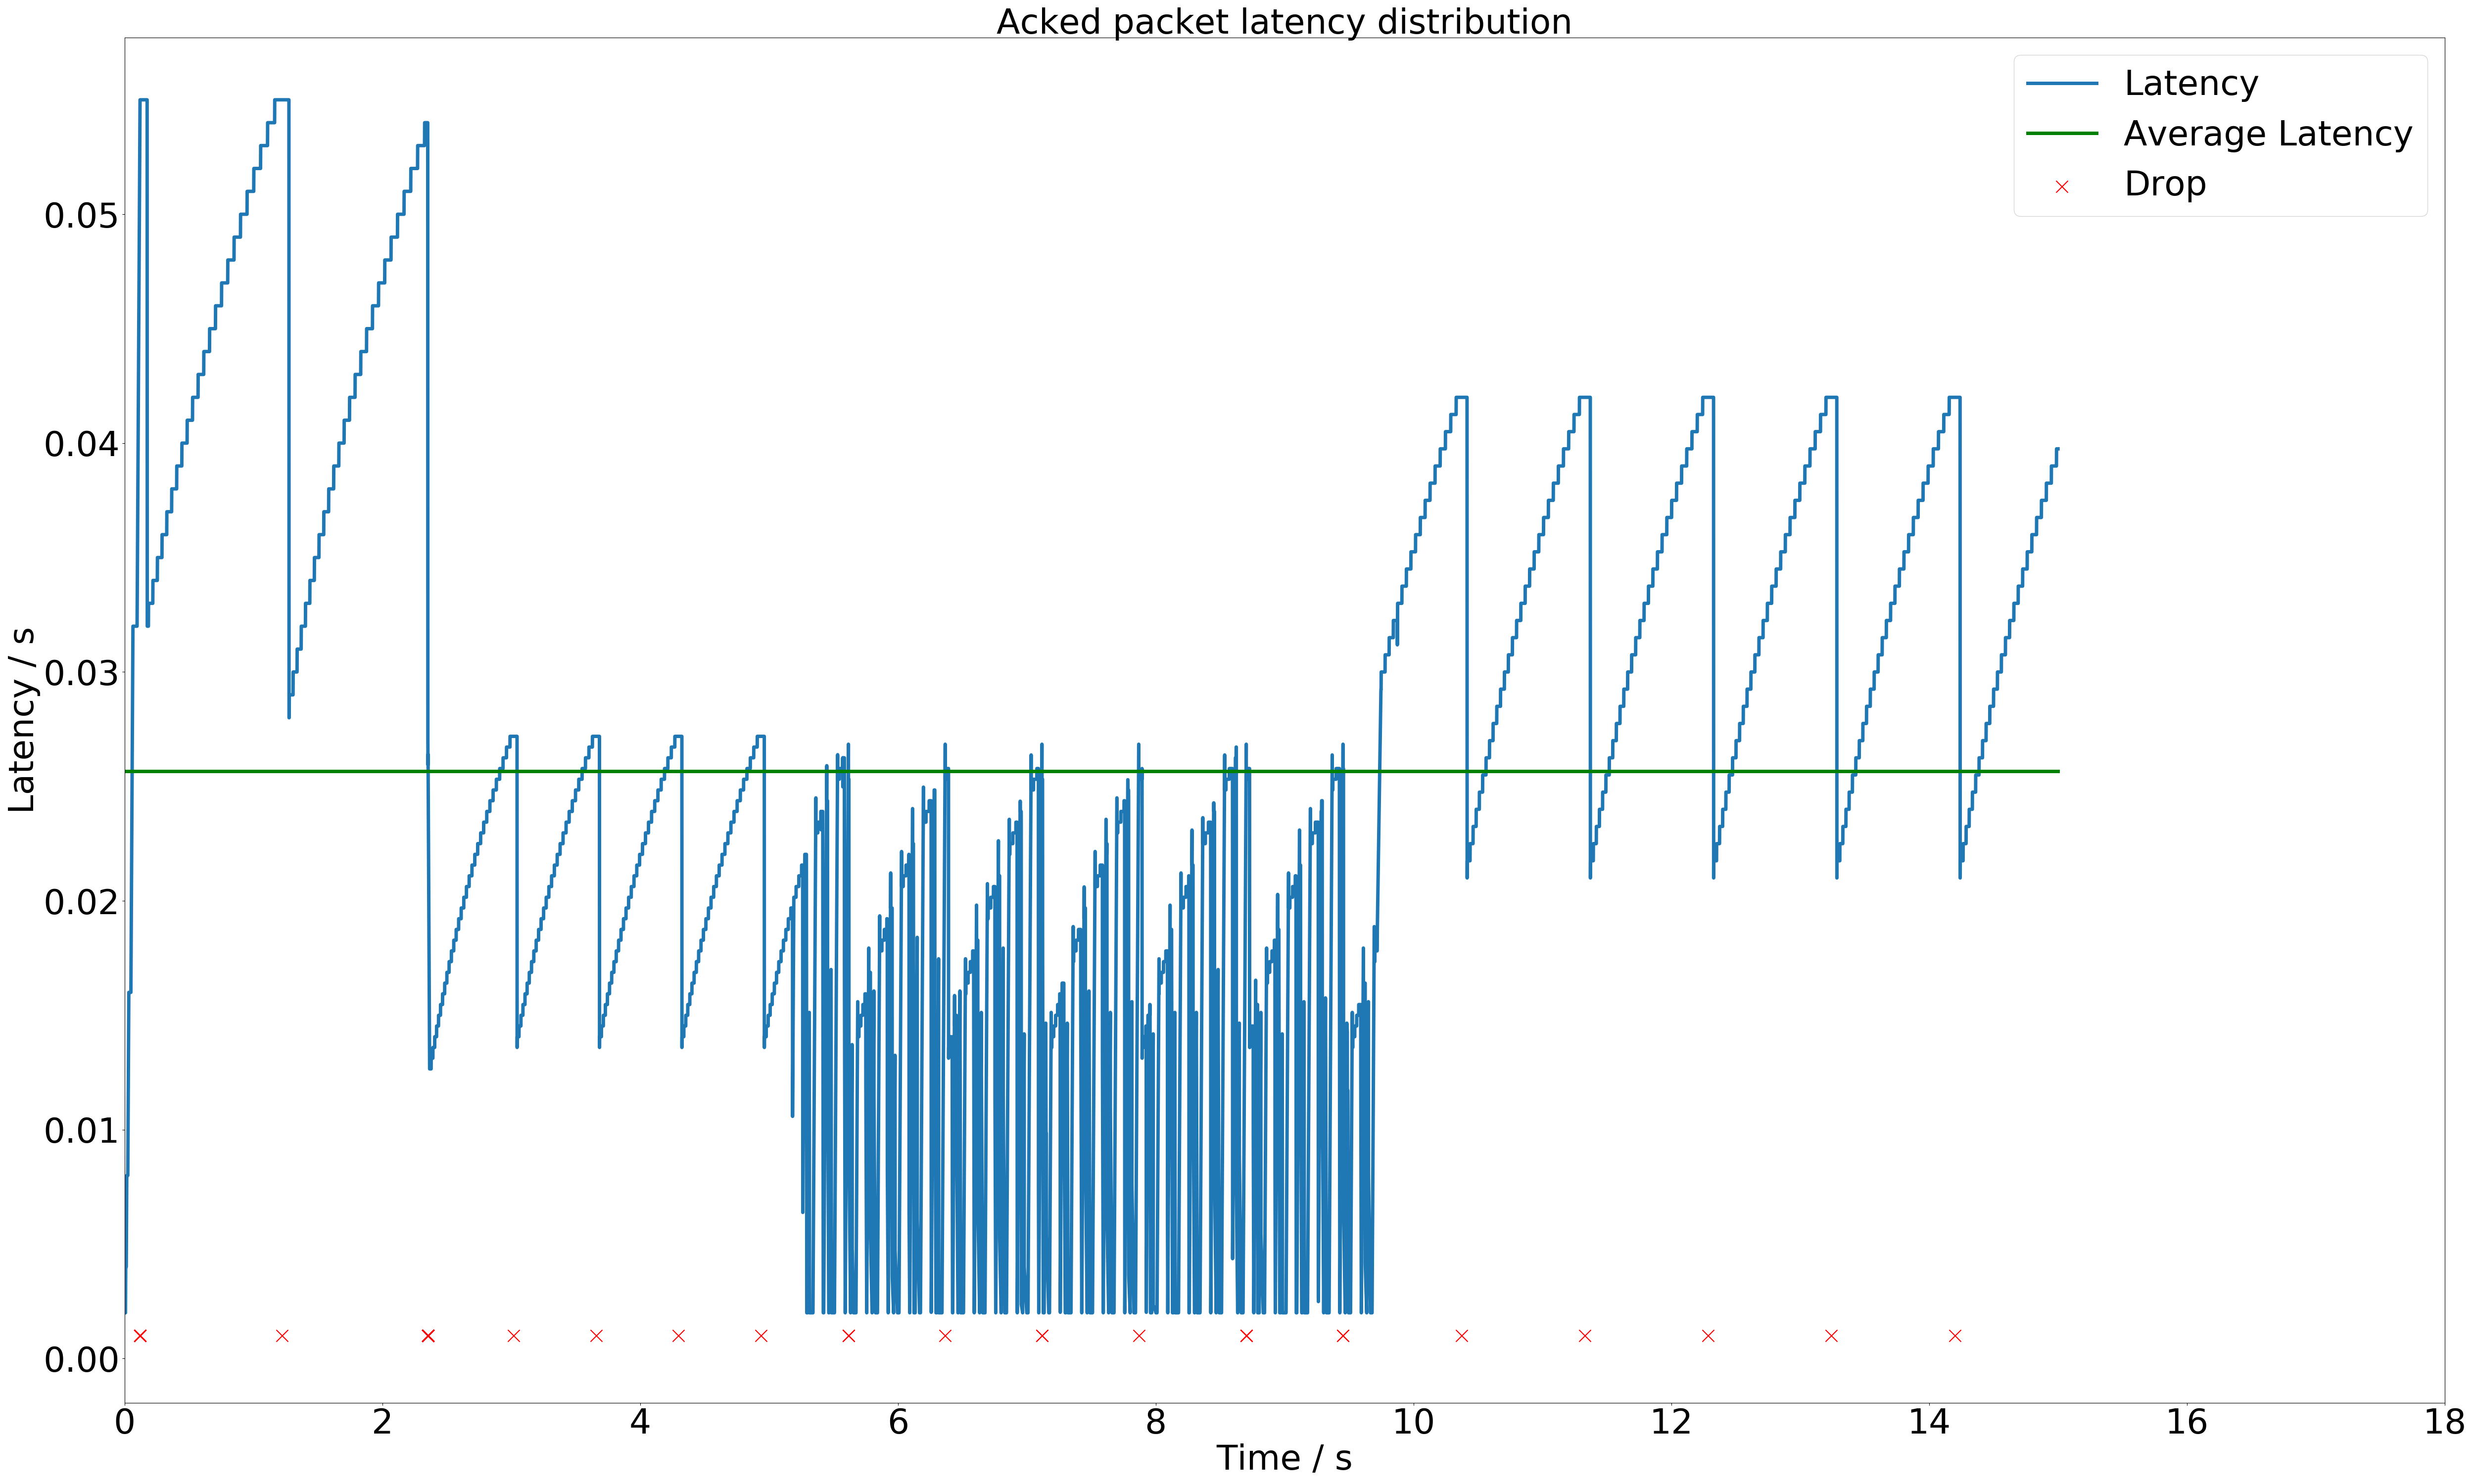 Acked packet latency distribution
Latency
Average Latency
Drop
Latency / s
0.05
0.04
0.03
0.02
0.01
0.00
0 2 4 6 8 10 12 14 16 18
Time / s